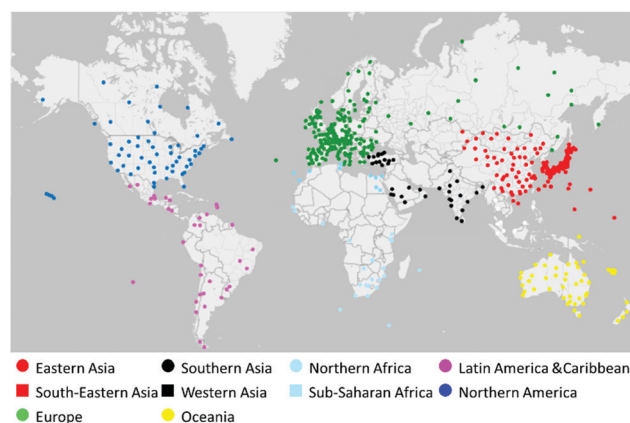 Eastern Asia Southern Asia Northern Africa Latin America &Caribbean
South-Eastern Asia Western Asia Sub-Saharan Africa Northern America
Europe Oceania